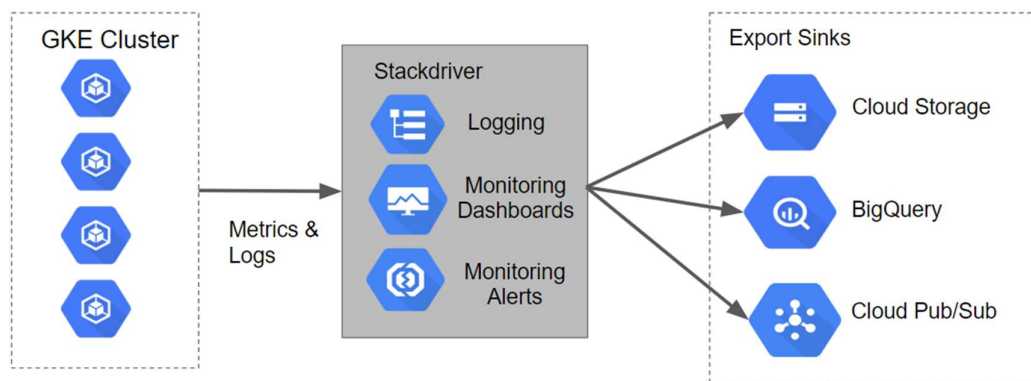 GKE Cluster
Metrics &
Logs
Stackdriver
Logging
Monitoring
Dashboards
Monitoring
Alerts
Export Sinks
Cloud Storage
BigQuery
Cloud Pub/Sub